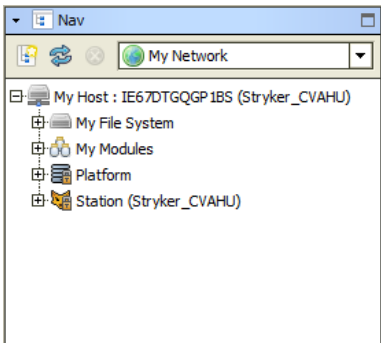 Nav
My Network
My Host : IE67DTGQGP1BS (Stryker_CVAHU)
My File System
My Modules
Platform
Station (Stryker_CVAHU)